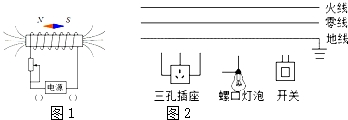 N S
电源
( ) ( )
图1
火线
零线
地线
三孔插座 螺口灯泡 开关
图2